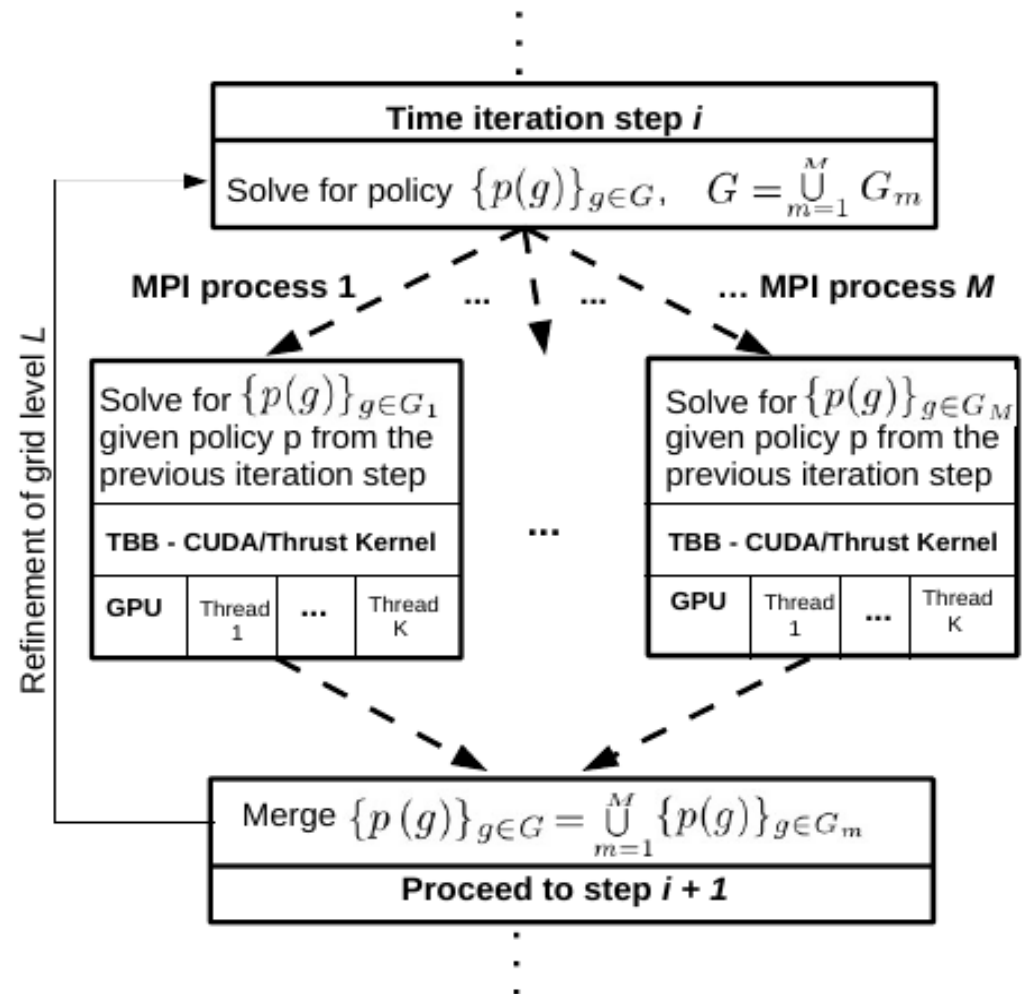 Time iteration step i
Solve for policy {p(g)}_{g∈G}, G = ⋃_{m=1}^{M} G_m
MPI process 1
... ...
... MPI process M
Refinement of grid level L
Solve for {p(g)}_{g∈G_1}
given policy p from the
previous iteration step
TBB - CUDA/Thrust Kernel
GPU Thread 1 ... Thread K
...
Solve for {p(g)}_{g∈G_M}
given policy p from the
previous iteration step
TBB - CUDA/Thrust Kernel
GPU Thread 1 ... Thread K
Merge {p (g)}_{g∈G} = ⋃_{m=1}^{M} {p(g)}_{g∈G_m}
Proceed to step i + 1